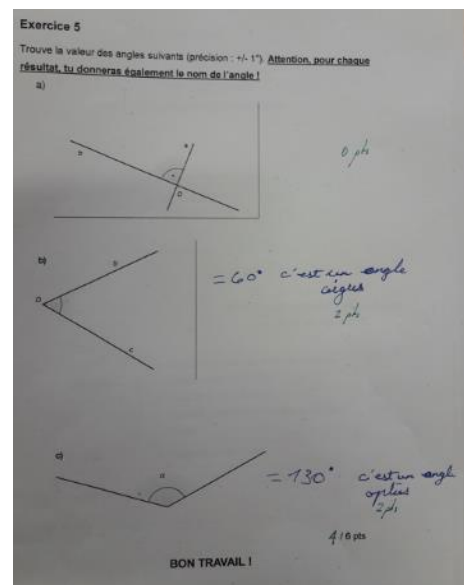 Exercice 5
Trouve la valeur des angles suivants (précision : +/- 1°). Attention, pour chaque
résultat, tu donneras également le nom de l'angle !
a)
0 pts
b)
= 60° c'est un angle
aigues
2 pts
c)
= 130° c'est un angle
optus
2 pts
4 / 6 pts
BON TRAVAIL !